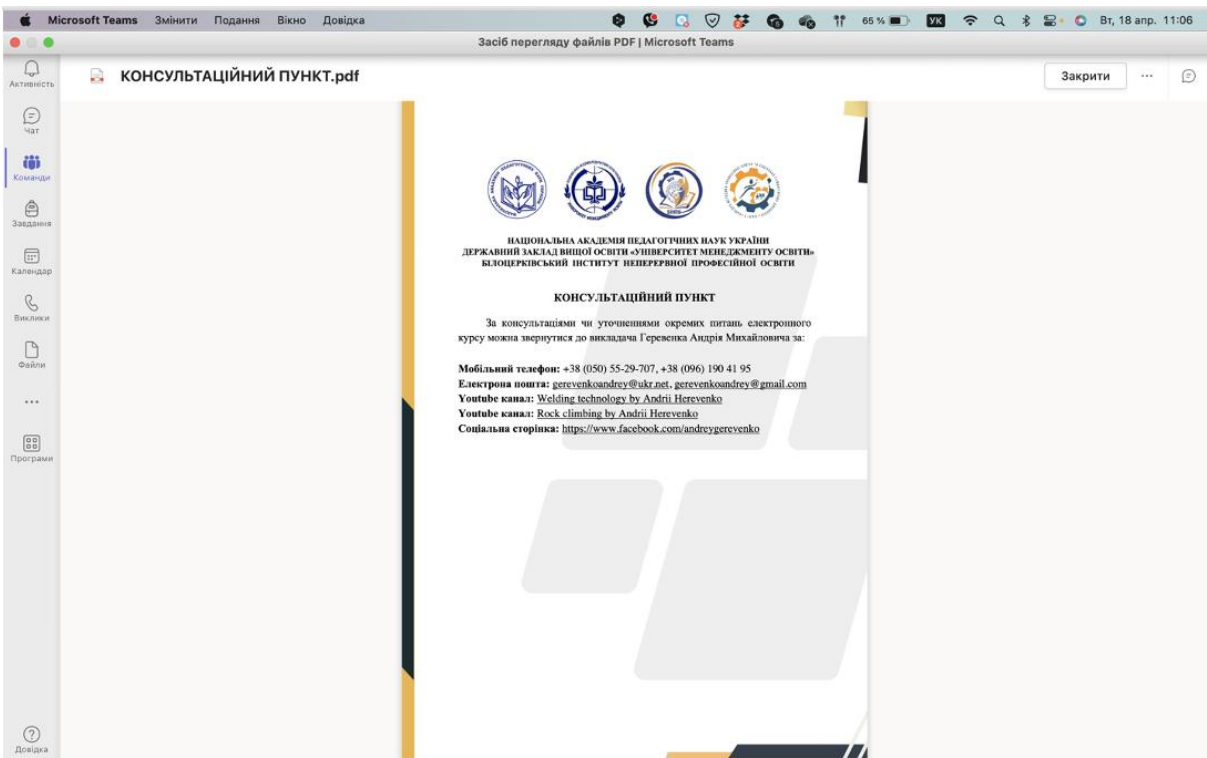 Microsoft Teams Змінити Подання Вікно Довідка 65 % УК Вт, 18 апр. 11:06
Засіб перегляду файлів PDF | Microsoft Teams
КОНСУЛЬТАЦІЙНИЙ ПУНКТ.pdf
Закрити
Активність
Чат
Команди
Завдання
Календар
Виклики
Файли
Програми
Довідка
НАЦІОНАЛЬНА АКАДЕМІЯ ПЕДАГОГІЧНИХ НАУК УКРАЇНИ
ДЕРЖАВНИЙ ЗАКЛАД ВИЩОЇ ОСВІТИ «УНІВЕРСИТЕТ МЕНЕДЖМЕНТУ ОСВІТИ»
БІЛОЦЕРКІВСЬКИЙ ІНСТИТУТ НЕПЕРЕРВНОЇ ПРОФЕСІЙНОЇ ОСВІТИ
КОНСУЛЬТАЦІЙНИЙ ПУНКТ
За консультаціями чи уточненнями окремих питань електронного
курсу можна звернутися до викладача Геревенка Андрія Михайловича за:
Мобільний телефон: +38 (050) 55-29-707, +38 (096) 190 41 95
Електрона пошта: gerevenkoandrey@ukr.net, gerevenkoandrey@gmail.com
Youtube канал: Welding technology by Andrii Herevenko
Youtube канал: Rock climbing by Andrii Herevenko
Соціальна сторінка: https://www.facebook.com/andreygerevenko